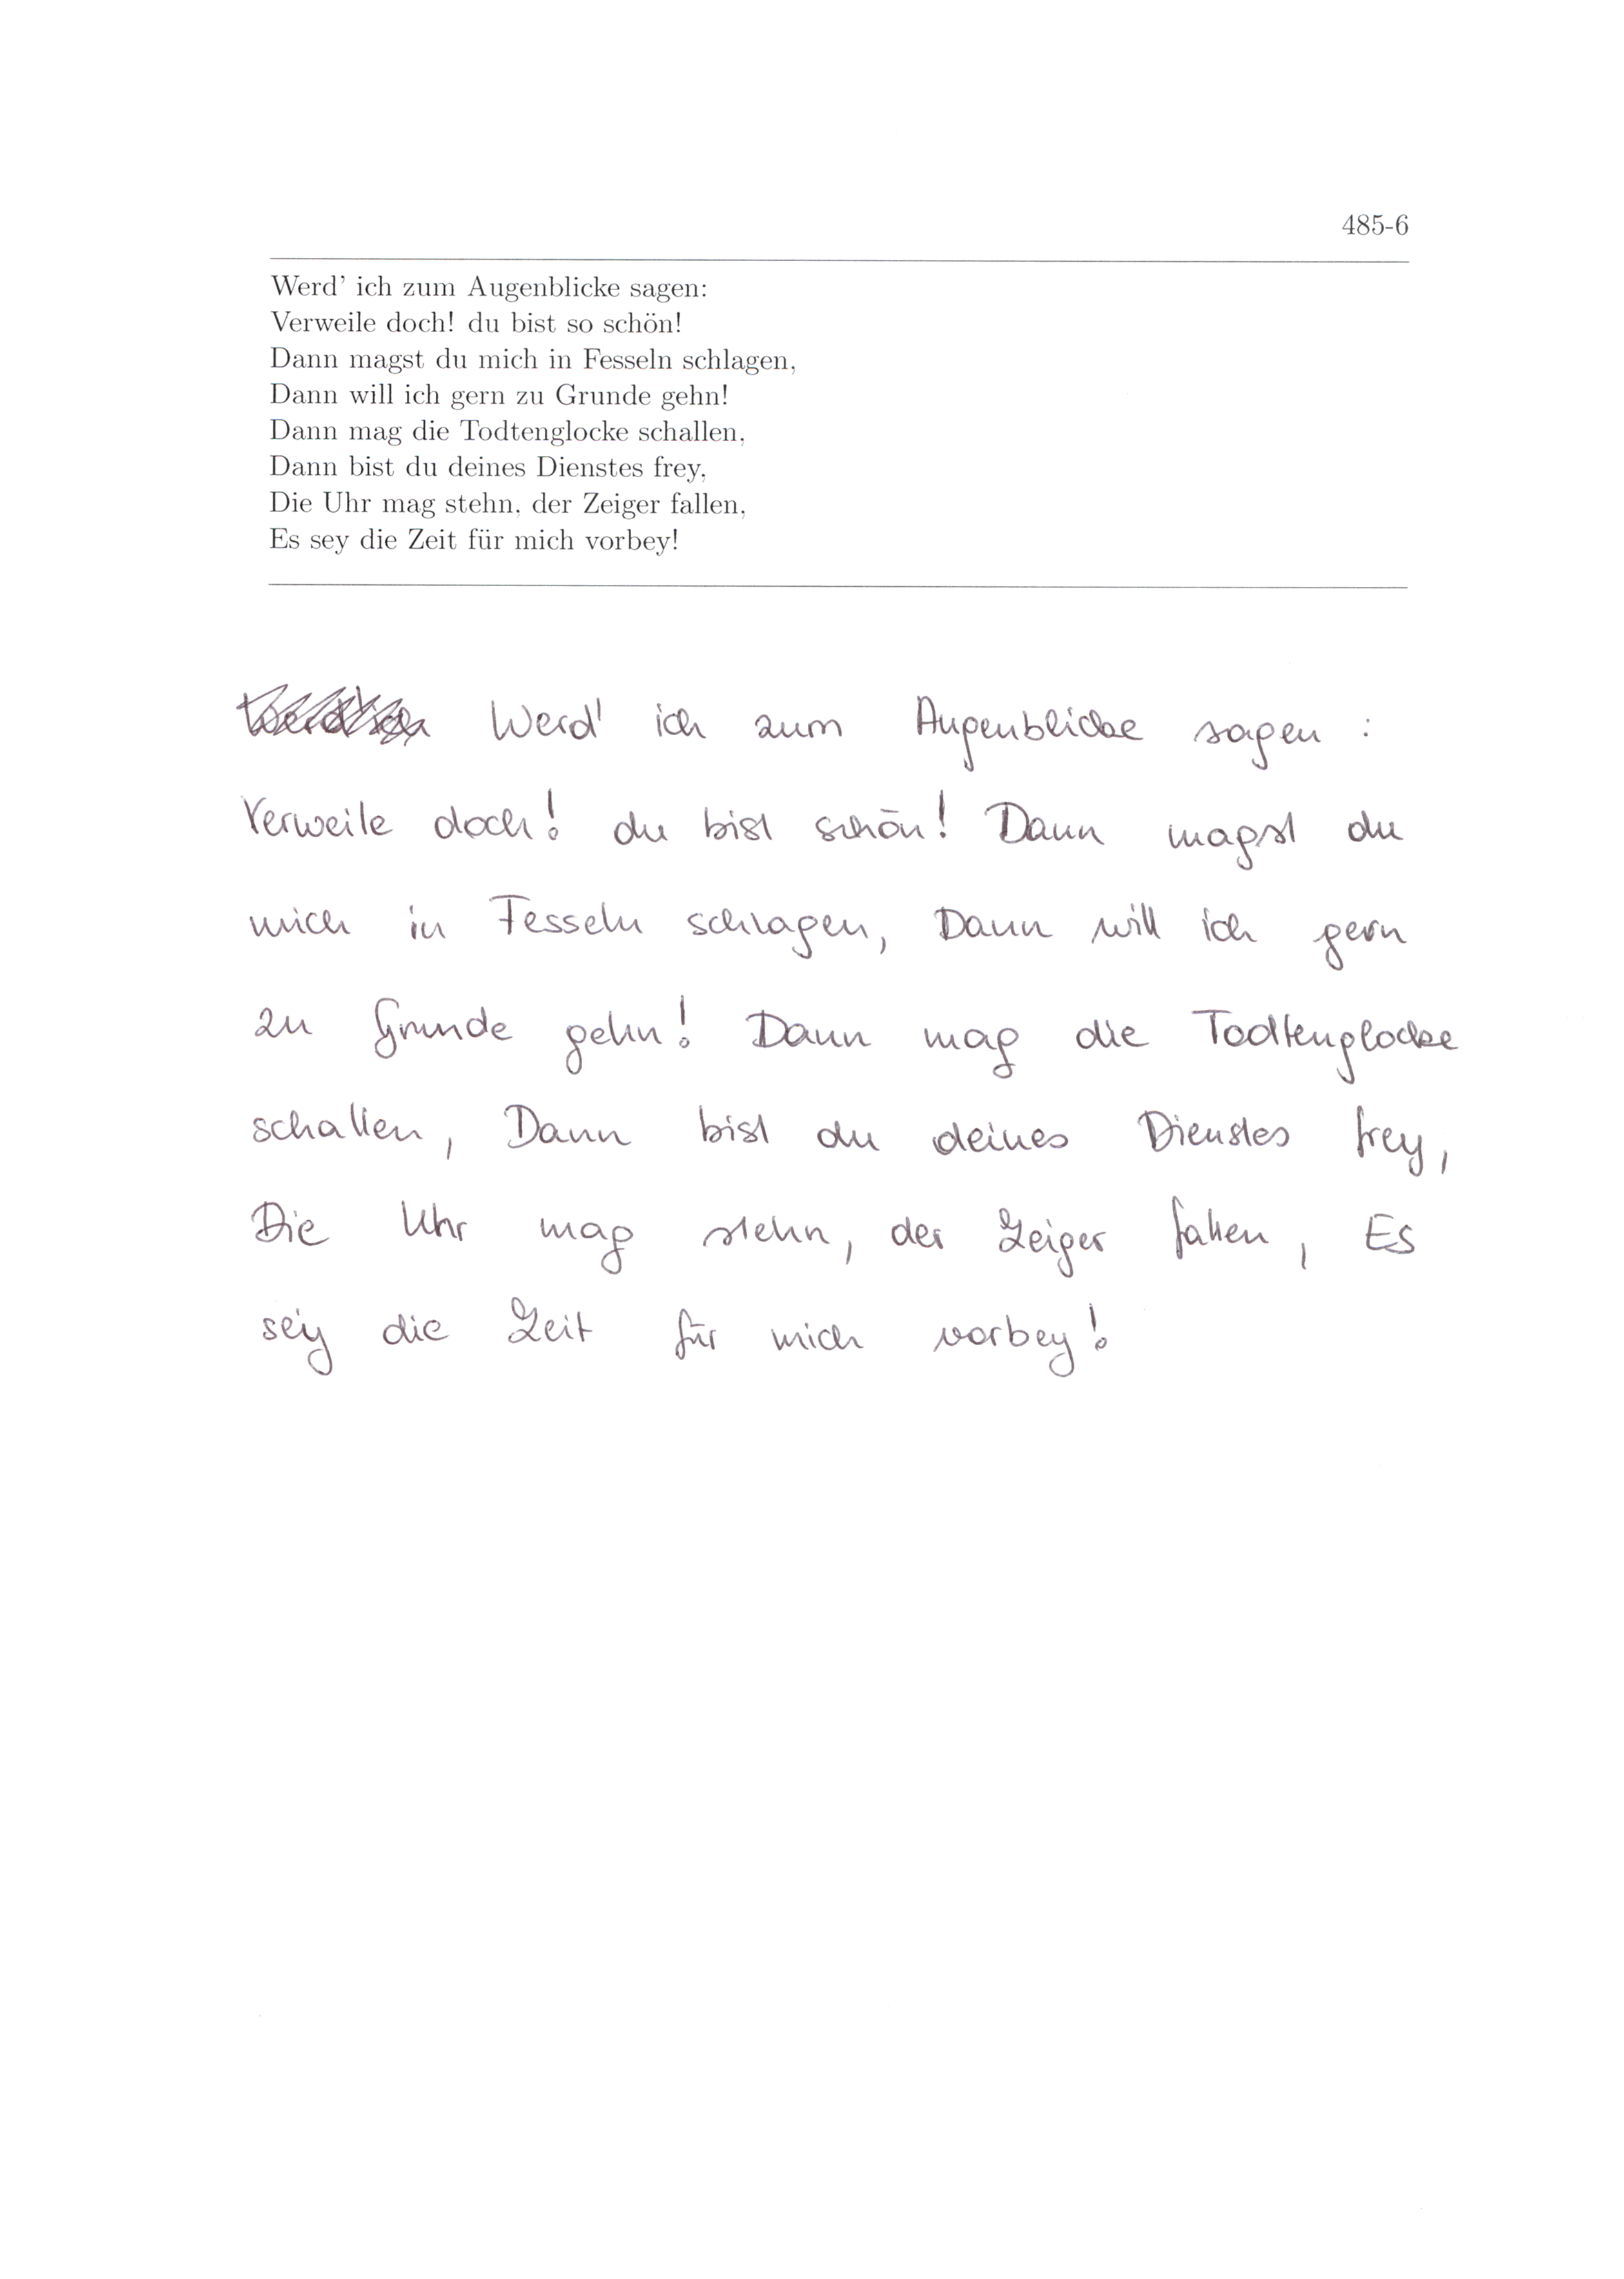 485-6
Werd' ich zum Augenblicke sagen:
Verweile doch! du bist so schön!
Dann magst du mich in Fesseln schlagen,
Dann will ich gern zu Grunde gehn!
Dann mag die Todtenglocke schallen,
Dann bist du deines Dienstes frey,
Die Uhr mag stehn, der Zeiger fallen,
Es sey die Zeit für mich vorbey!
Werd' ich zum Augenblicke sagen :
Verweile doch! du bist schön! Dann magst du
mich in Fesseln schlagen, Dann will ich gern
zu Grunde gehn! Dann mag die Todtenglocke
schallen, Dann bist du deines Dienstes frey,
Die Uhr mag stehn, der Zeiger fallen, Es
sey die Zeit für mich vorbey!